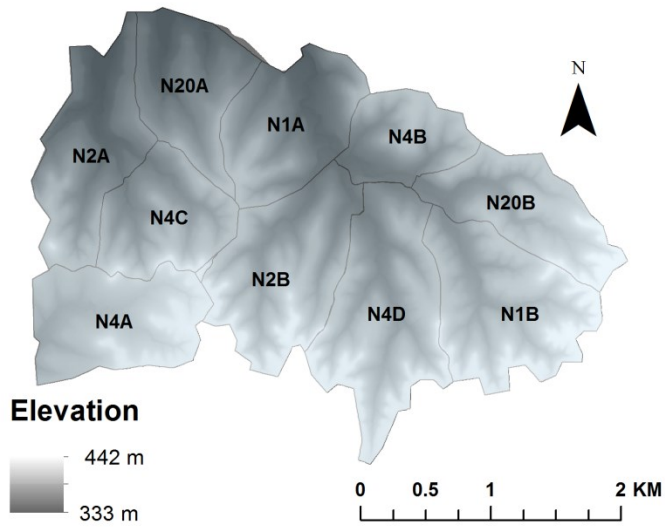 N
N20A
N1A
N4B
N2A
N20B
N4C
N2B
N4D
N1B
N4A
Elevation
442 m
333 m
0 0.5 1 2 KM